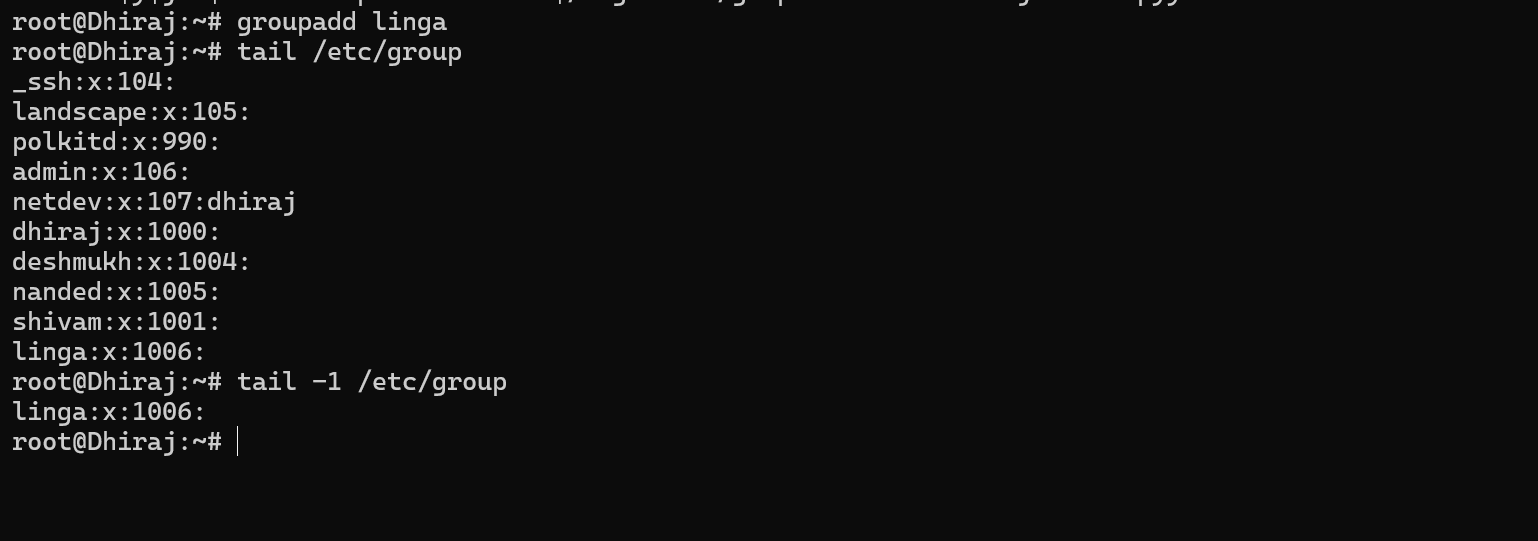 root@Dhiraj:~# groupadd linga
root@Dhiraj:~# tail /etc/group
_ssh:x:104:
landscape:x:105:
polkitd:x:990:
admin:x:106:
netdev:x:107:dhiraj
dhiraj:x:1000:
deshmukh:x:1004:
nanded:x:1005:
shivam:x:1001:
linga:x:1006:
root@Dhiraj:~# tail -1 /etc/group
linga:x:1006:
root@Dhiraj:~#